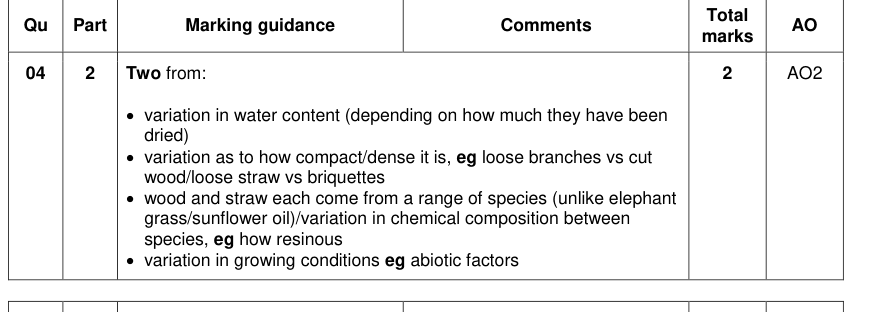 Qu Part Marking guidance Comments Total marks AO
04 2 Two from: 2 AO2
• variation in water content (depending on how much they have been
dried)
• variation as to how compact/dense it is, eg loose branches vs cut
wood/loose straw vs briquettes
• wood and straw each come from a range of species (unlike elephant
grass/sunflower oil)/variation in chemical composition between
species, eg how resinous
• variation in growing conditions eg abiotic factors